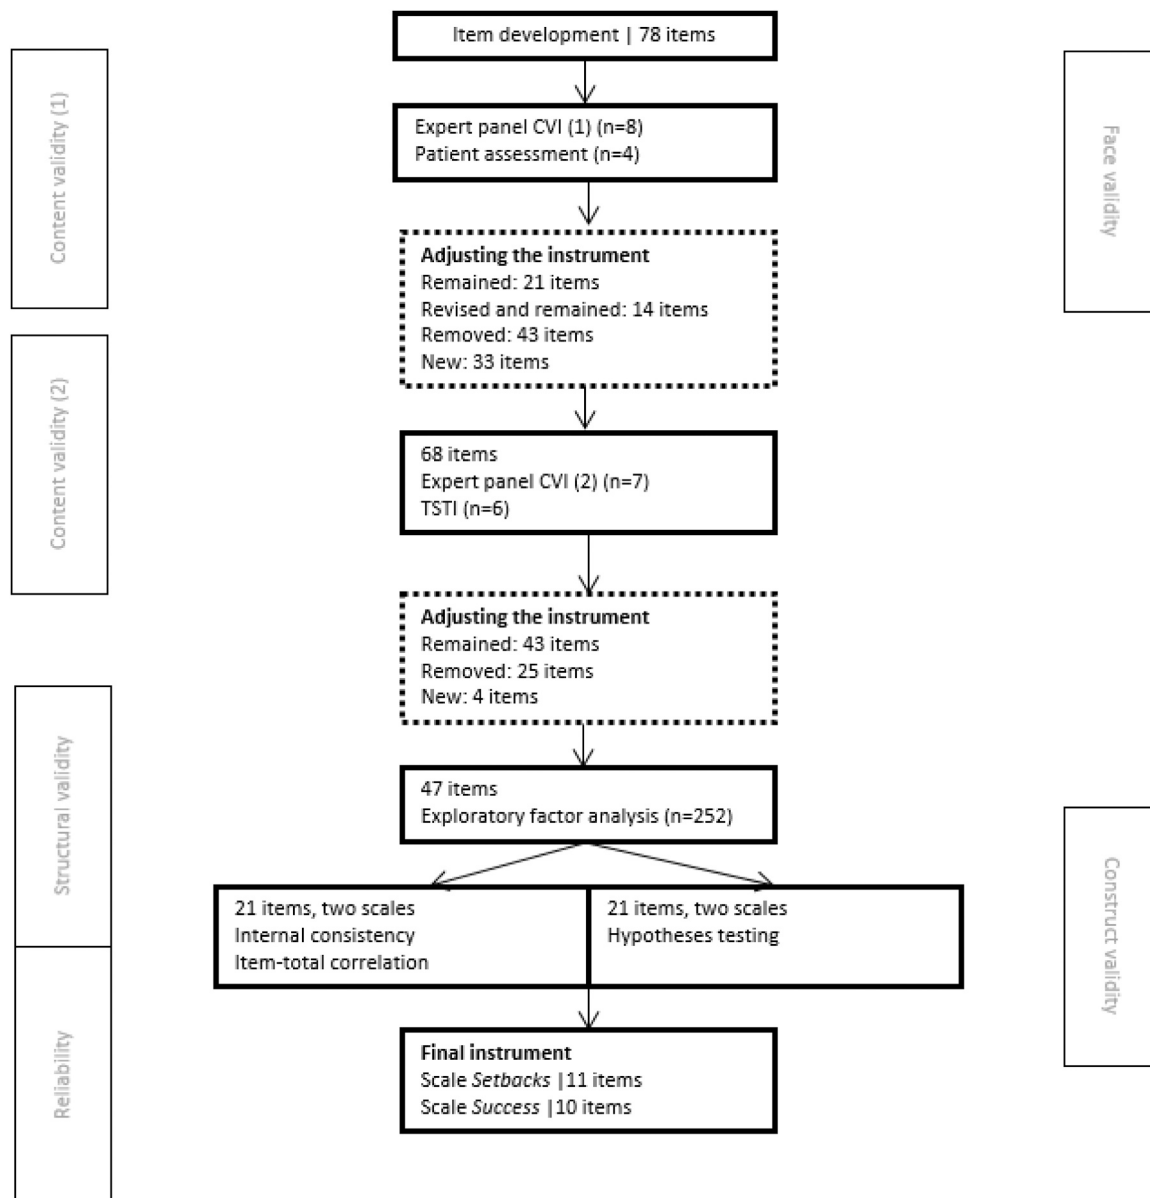 Item development | 78 items
Content validity (1)
Face validity
Expert panel CVI (1) (n=8)
Patient assessment (n=4)
Adjusting the instrument
Remained: 21 items
Revised and remained: 14 items
Removed: 43 items
New: 33 items
Content validity (2)
68 items
Expert panel CVI (2) (n=7)
TSTI (n=6)
Adjusting the instrument
Remained: 43 items
Removed: 25 items
New: 4 items
Structural validity
47 items
Exploratory factor analysis (n=252)
21 items, two scales
Internal consistency
Item-total correlation
21 items, two scales
Hypotheses testing
Construct validity
Reliability
Final instrument
Scale Setbacks |11 items
Scale Success |10 items